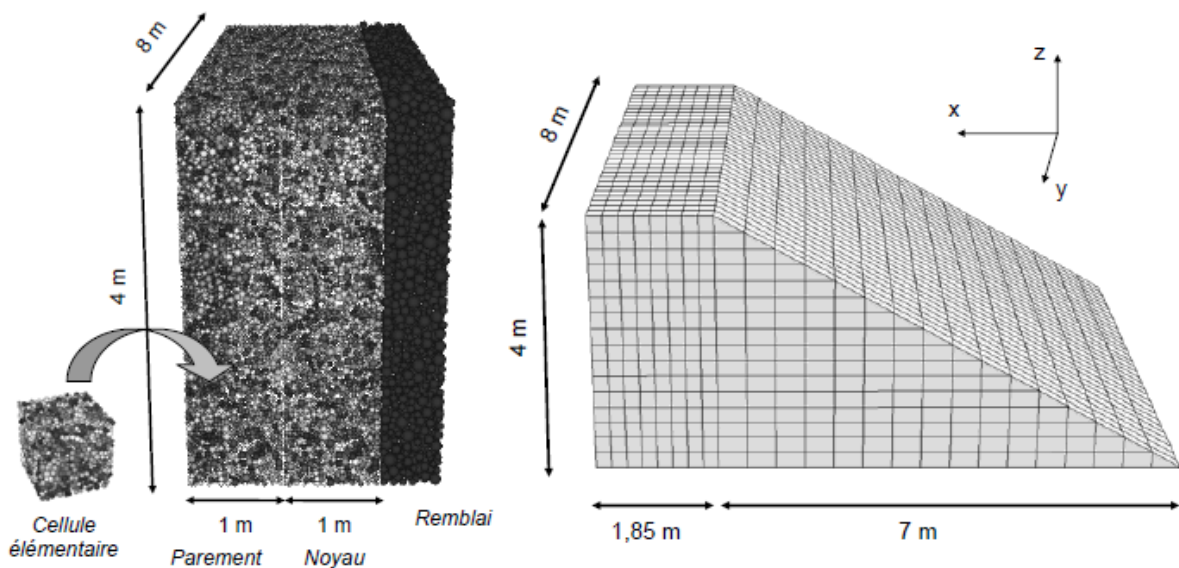 8 m
4 m
Cellule
élémentaire
1 m
1 m
Parement
Noyau
Remblai
8 m
4 m
1,85 m
7 m
z
x
y